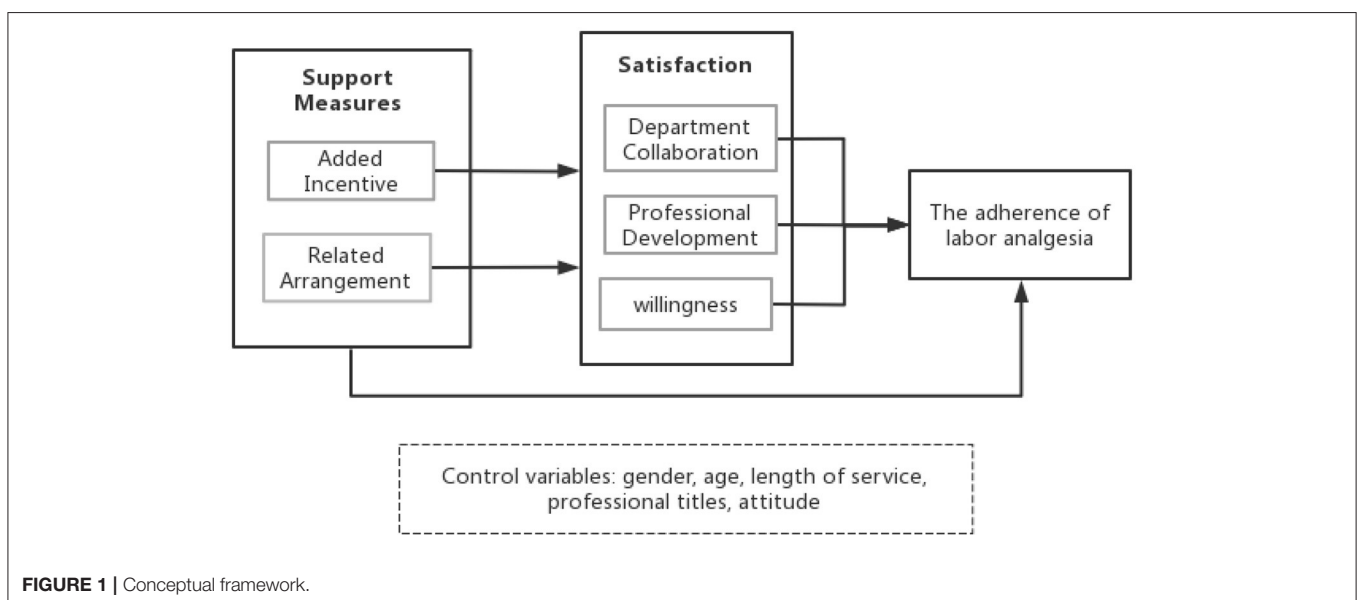 Support
Measures
Added
Incentive
Related
Arrangement
Satisfaction
Department
Collaboration
Professional
Development
willingness
The adherence of
labor analgesia
Control variables: gender, age, length of service,
professional titles, attitude
FIGURE 1 | Conceptual framework.